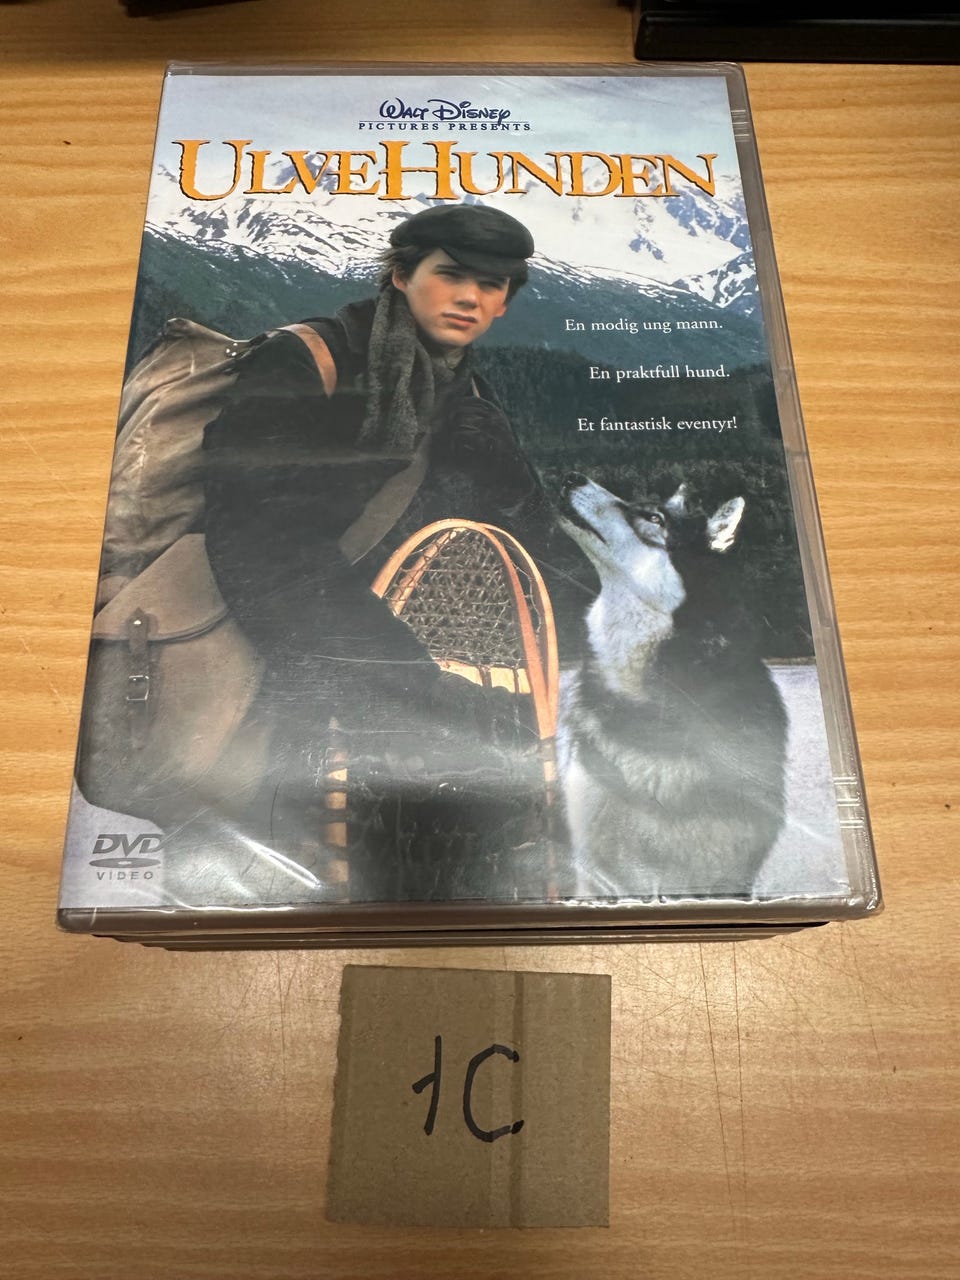 Walt Disney
PICTURES PRESENTS
ULVEHUNDEN
En modig ung mann.
En praktfull hund.
Et fantastisk eventyr!
DVD
VIDEO
1C